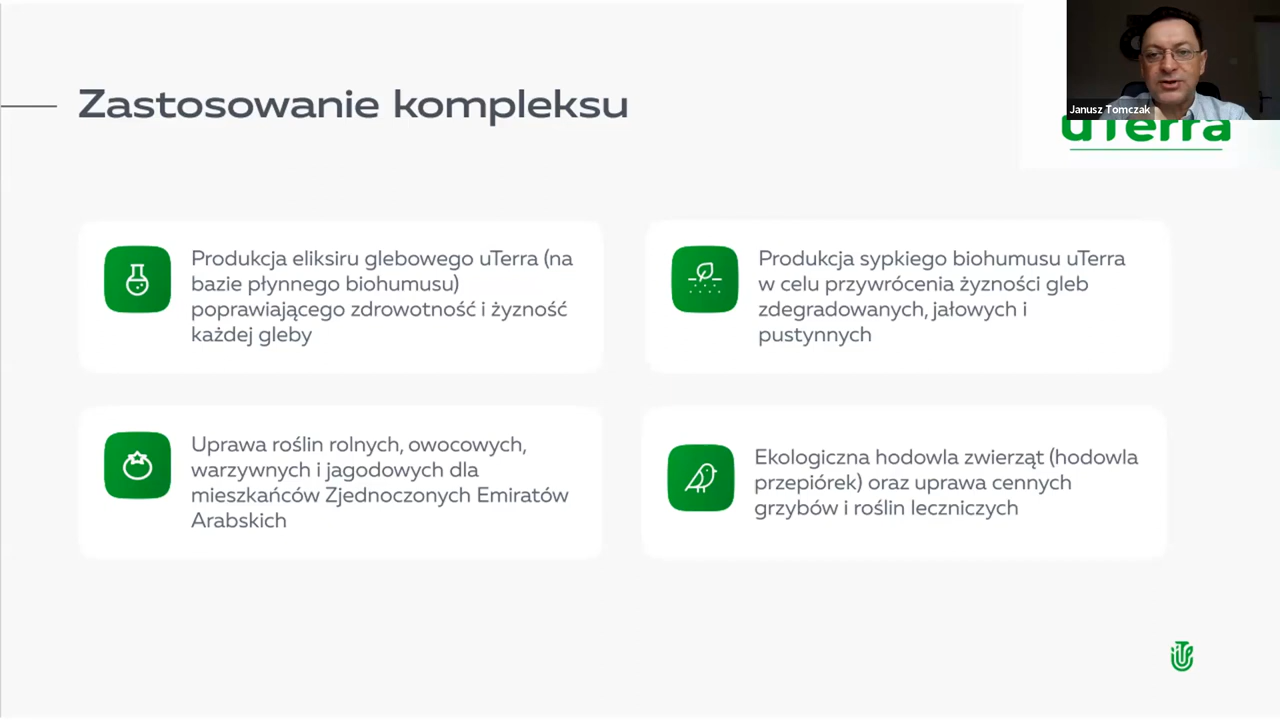 Zastosowanie kompleksu
Janusz Tomczak
uTerra
Produkcja eliksiru glebowego uTerra (na
bazie płynnego biohumusu)
poprawiającego zdrowotność i żyzność
każdej gleby
Produkcja sypkiego biohumusu uTerra
w celu przywrócenia żyzności gleb
zdegradowanych, jałowych i
pustynnych
Uprawa roślin rolnych, owocowych,
warzywnych i jagodowych dla
mieszkańców Zjednoczonych Emiratów
Arabskich
Ekologiczna hodowla zwierząt (hodowla
przepiórek) oraz uprawa cennych
grzybów i roślin leczniczych